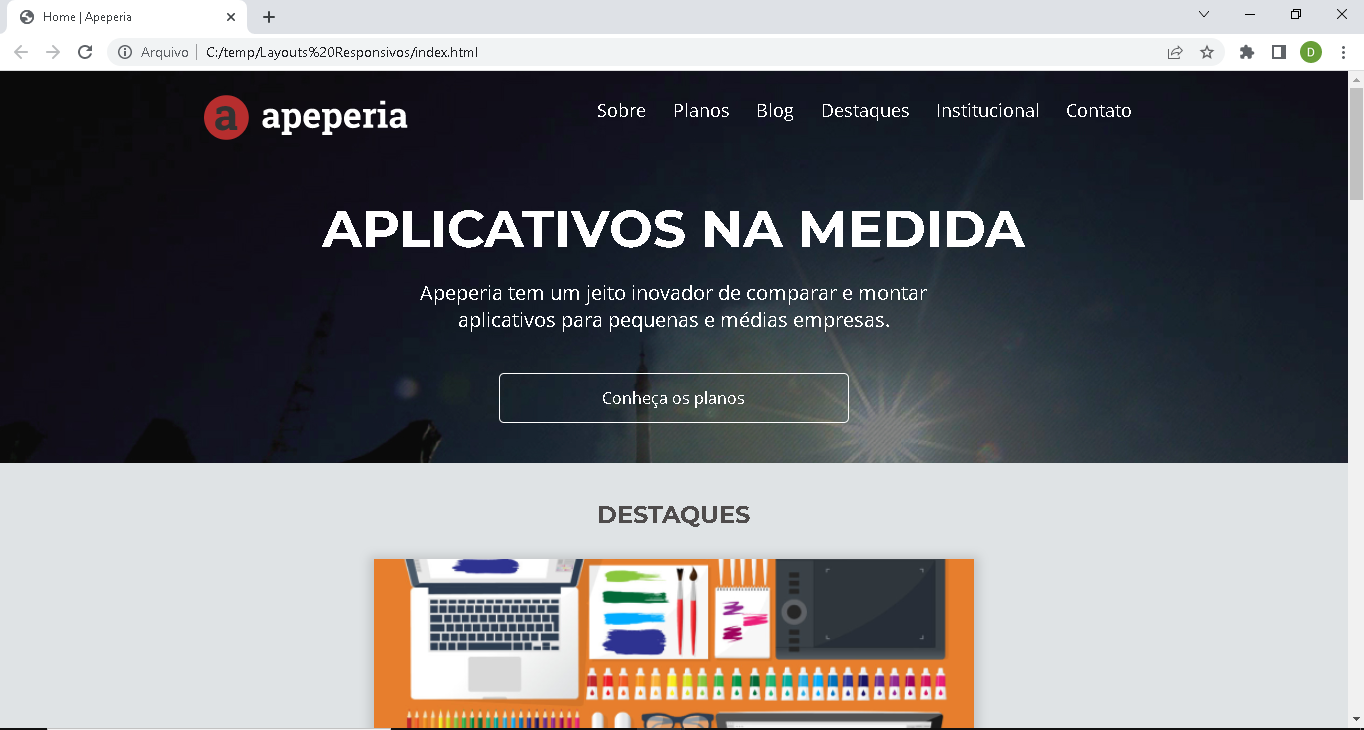 Home | Apeperia
Arquivo C:/temp/Layouts%20Responsivos/index.html
D
a apeperia
Sobre Planos Blog Destaques Institucional Contato
APLICATIVOS NA MEDIDA
Apeperia tem um jeito inovador de comparar e montar
aplicativos para pequenas e médias empresas.
Conheça os planos
DESTAQUES